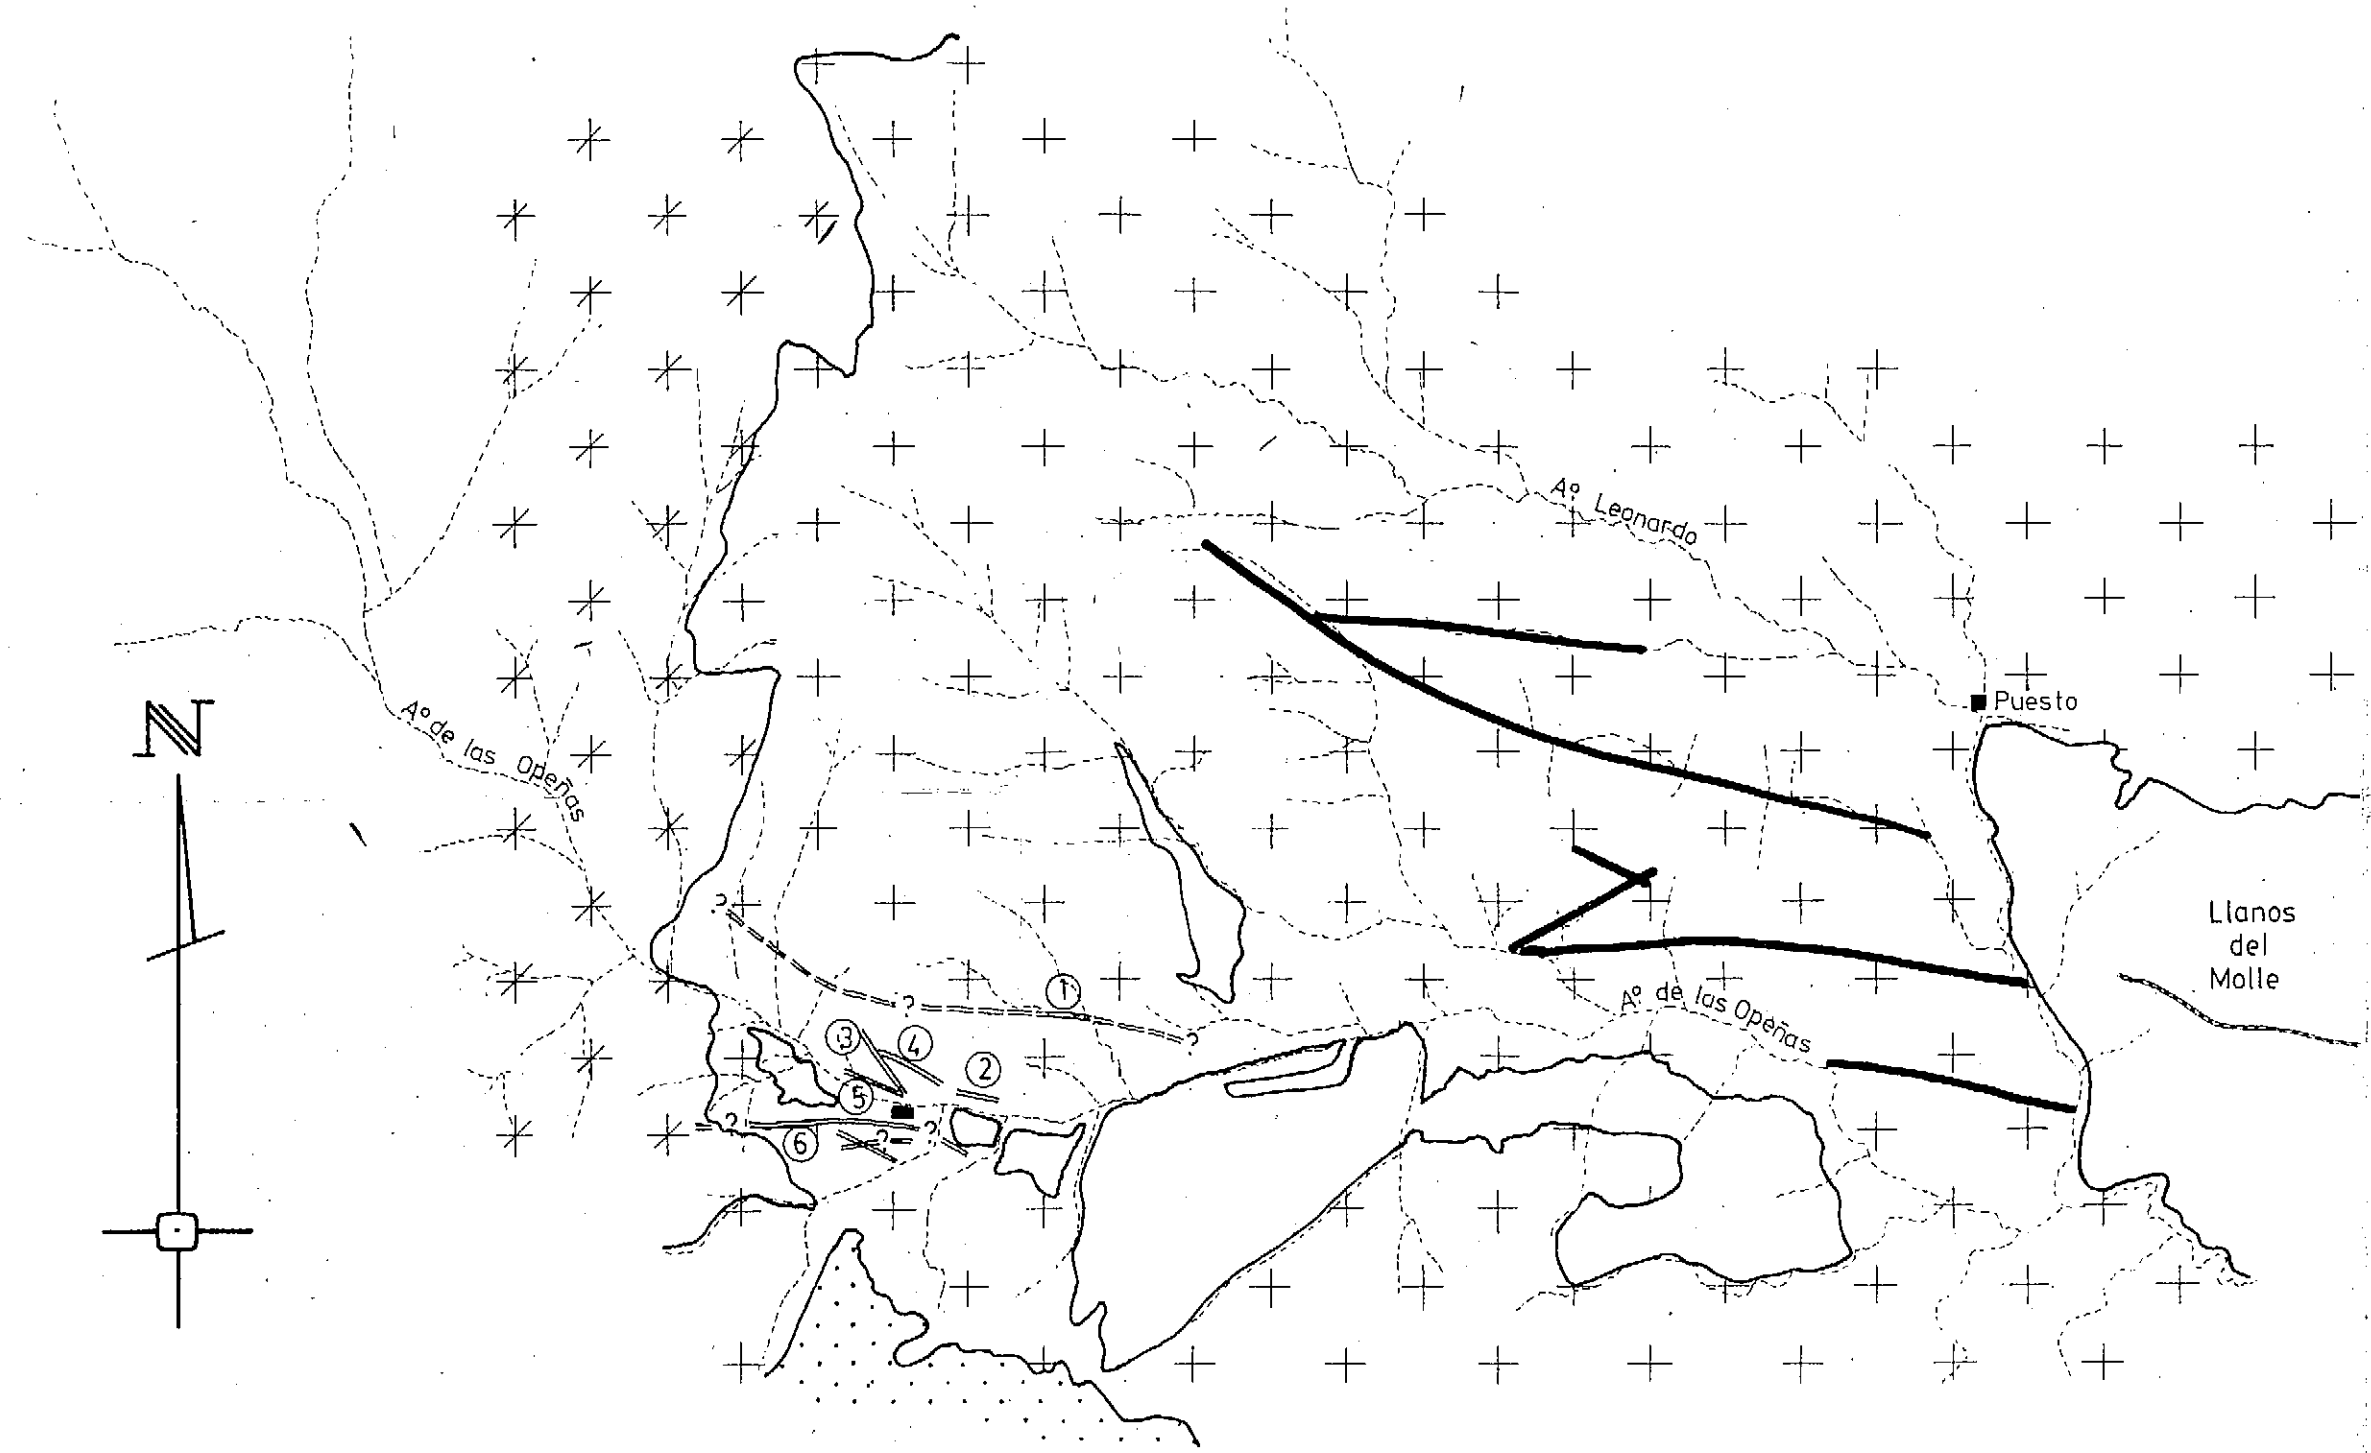 Aº Leonardo
N
Puesto
Aº de las Opeñas
Llanos
del
Molle
?
?
1
Aº de las Opeñas
?
3
4
2
5
?
?
?
6